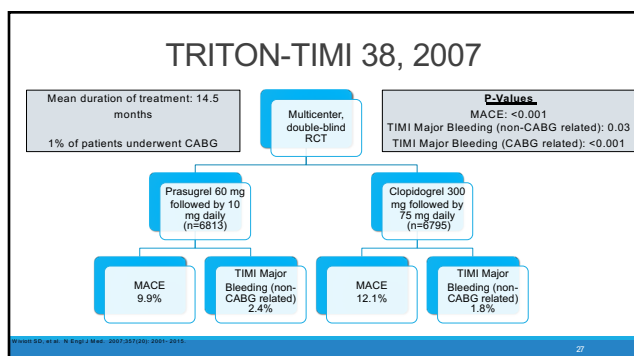 TRITON-TIMI 38, 2007
Mean duration of treatment: 14.5
months
1% of patients underwent CABG
Multicenter,
double-blind
RCT
P-Values
MACE: <0.001
TIMI Major Bleeding (non-CABG related): 0.03
TIMI Major Bleeding (CABG related): <0.001
Prasugrel 60 mg
followed by 10
mg daily
(n=6813)
Clopidogrel 300
mg followed by
75 mg daily
(n=6795)
MACE
9.9%
TIMI Major
Bleeding (non-
CABG related)
2.4%
MACE
12.1%
TIMI Major
Bleeding (non-
CABG related)
1.8%
SD, et al. N Engl J Med. 2007;357(20): 2001-2015.
27